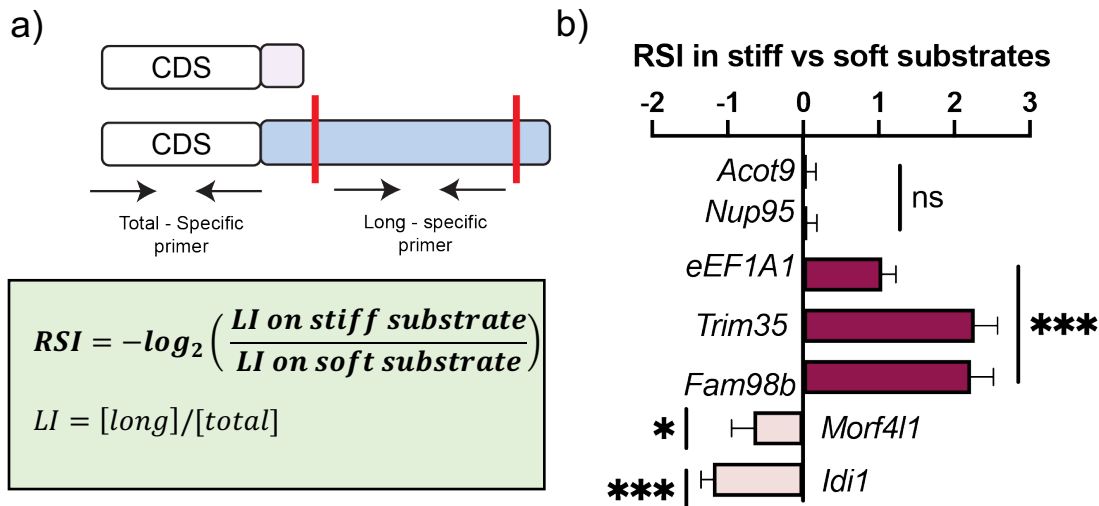 a)
CDS
CDS
Total - Specific
primer
Long - specific
primer
RSI = −log₂ ( LI on stiff substrate / LI on soft substrate )
LI = [long]/[total]
b)
RSI in stiff vs soft substrates
-2 -1 0 1 2 3
Acot9
Nup95
ns
eEF1A1
Trim35
***
Fam98b
* Morf4l1
*** Idi1